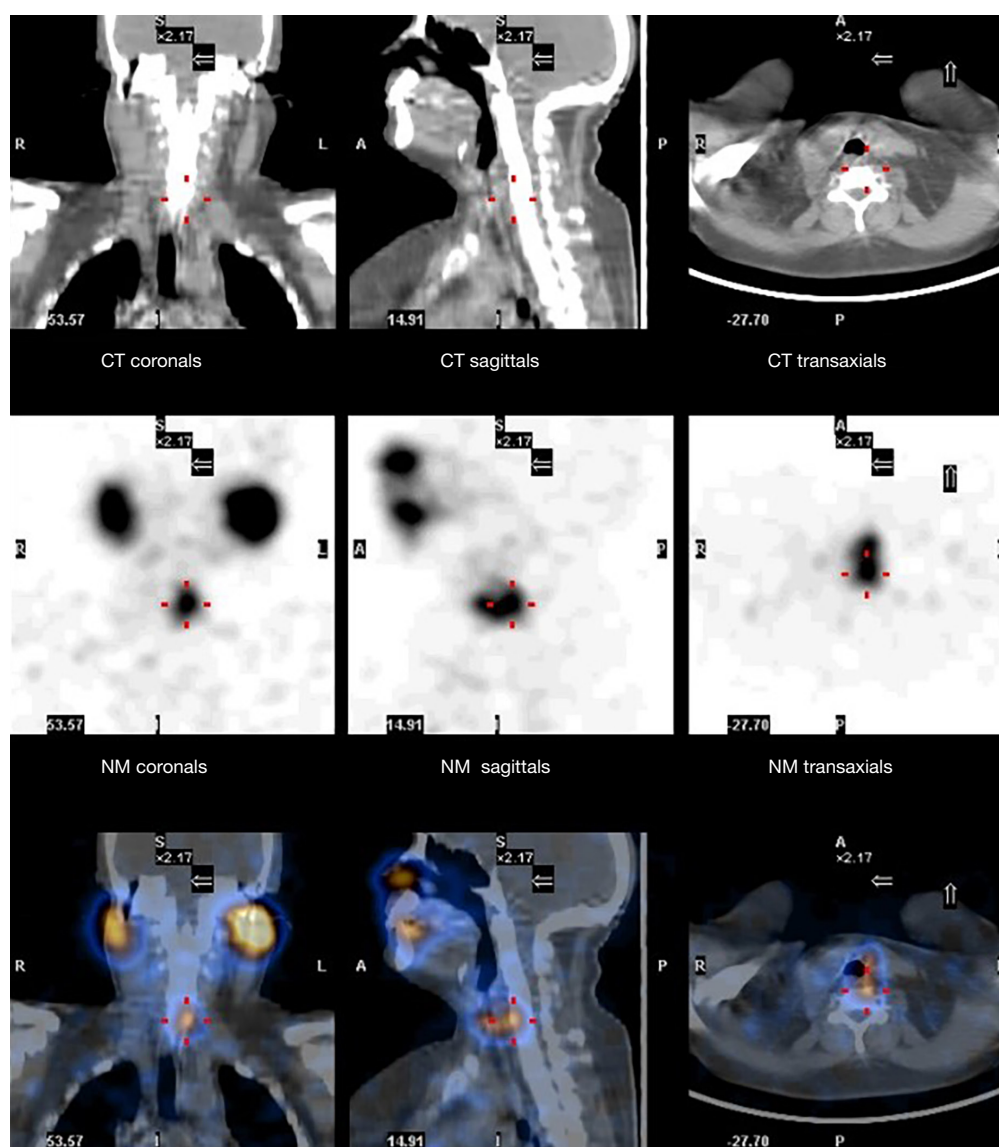 S
×2.17
R
L
53.57
I
CT coronals
S
×2.17
A
P
14.91
I
CT sagittals
A
×2.17
R
-27.70
P
CT transaxials
S
×2.17
R
L
53.57
I
NM coronals
S
×2.17
A
P
14.91
I
NM sagittals
A
×2.17
R
-27.70
P
NM transaxials
S
×2.17
R
L
53.57
I
S
×2.17
A
P
14.91
I
A
×2.17
R
-27.70
P